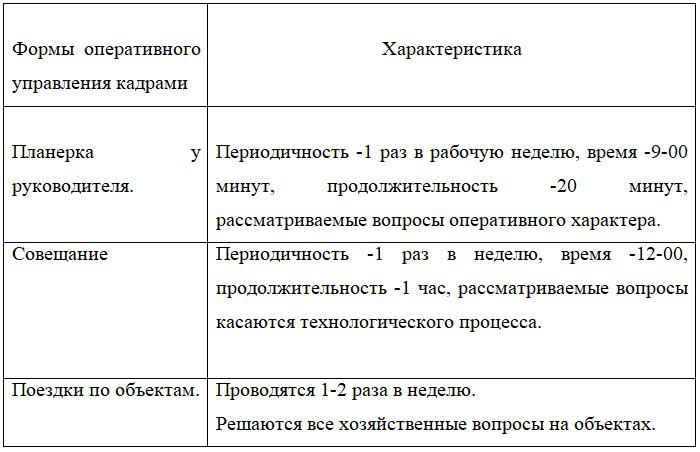 Формы оперативного
управления кадрами
Характеристика
Планерка у
руководителя.
Периодичность -1 раз в рабочую неделю, время -9-00
минут, продолжительность -20 минут,
рассматриваемые вопросы оперативного характера.
Совещание
Периодичность -1 раз в неделю, время -12-00,
продолжительность -1 час, рассматриваемые вопросы
касаются технологического процесса.
Поездки по объектам.
Проводятся 1-2 раза в неделю.
Решаются все хозяйственные вопросы на объектах.